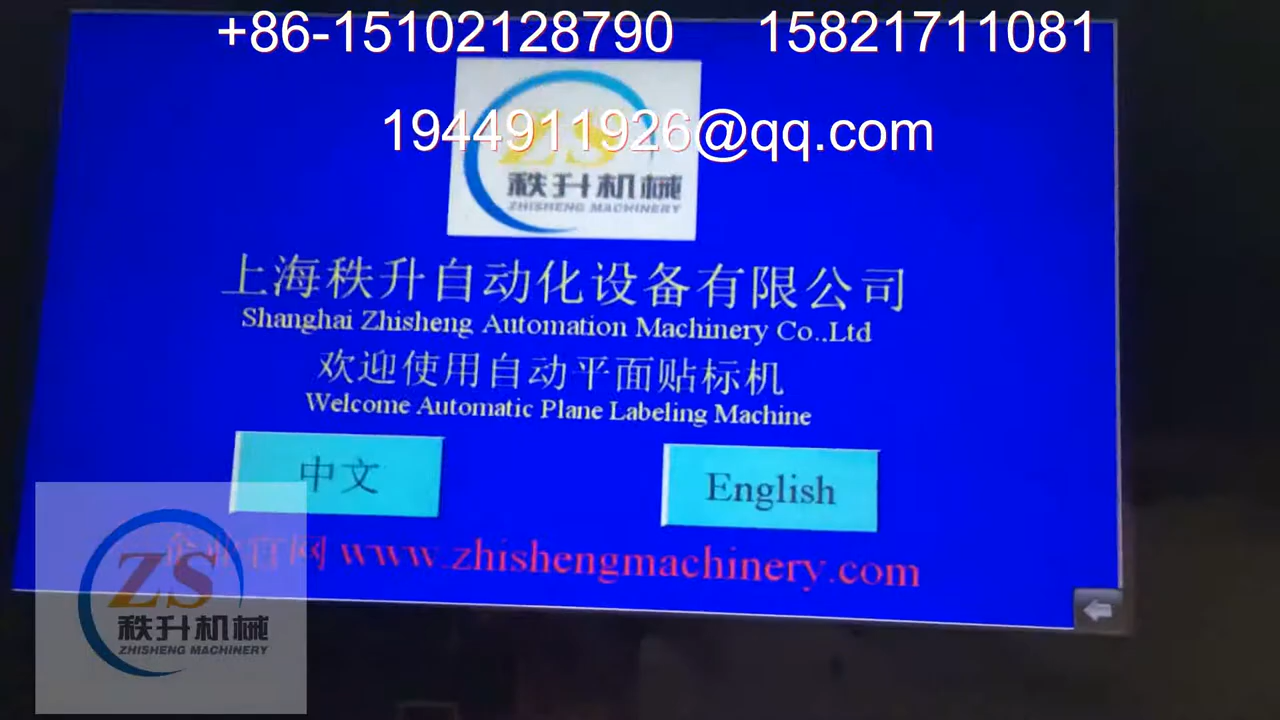 +86-15102128790 15821711081
1944911926@qq.com
ZS
秩升机械
ZHISHENG MACHINERY
上海秩升自动化设备有限公司
Shanghai Zhisheng Automation Machinery Co.,Ltd
欢迎使用自动平面贴标机
Welcome Automatic Plane Labeling Machine
中文
English
企业官网 www.zhishengmachinery.com
ZS
秩升机械
ZHISHENG MACHINERY